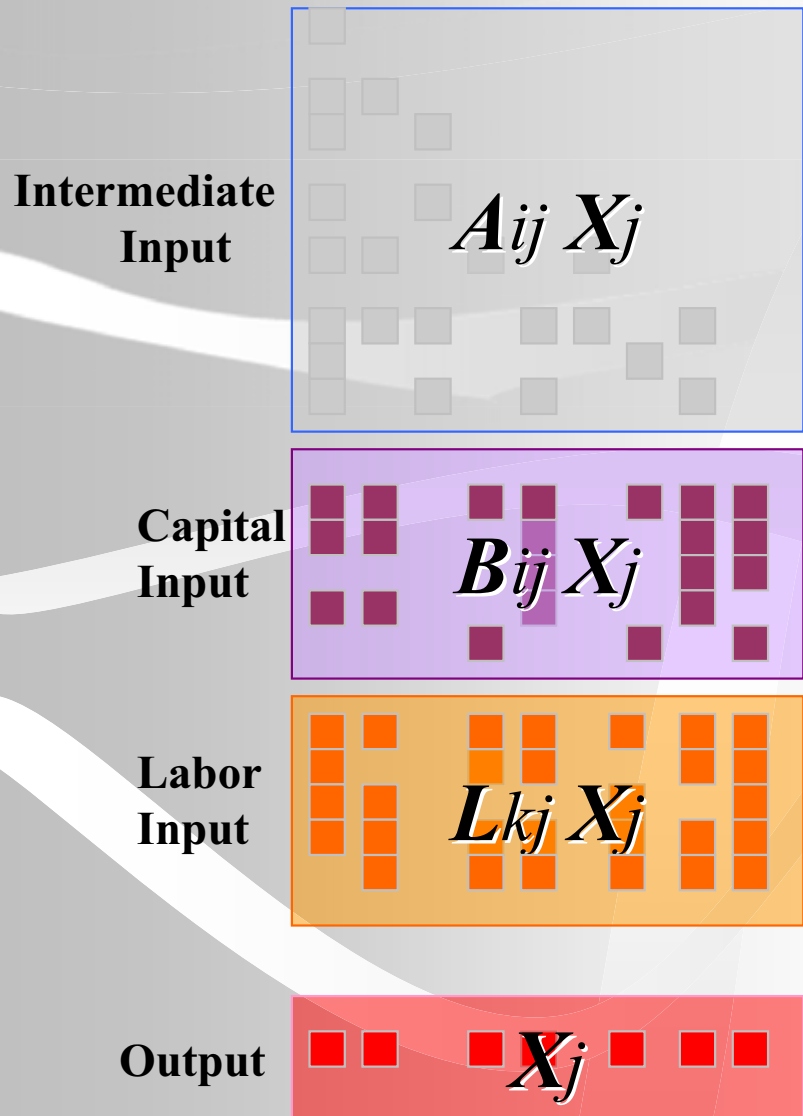 Intermediate
Input
Aij Xj
Capital
Input
Bij Xj
Labor
Input
Lkj Xj
Output
Xj